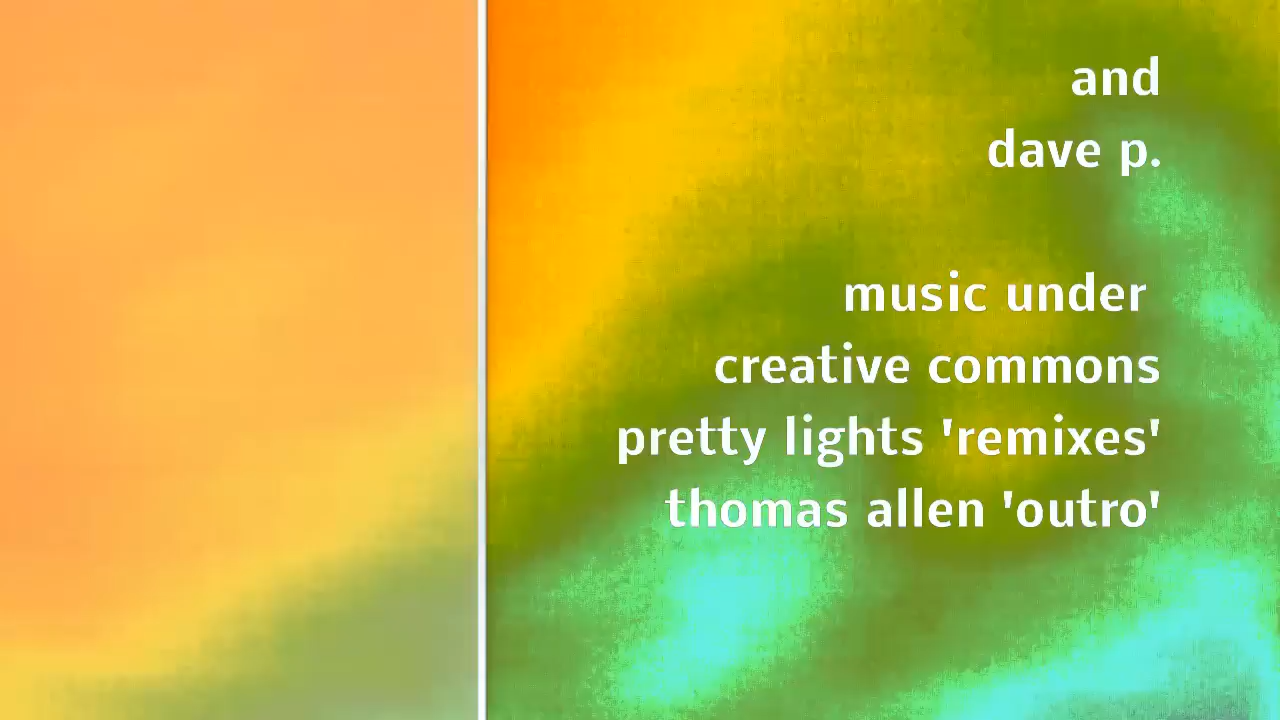 and
dave p.
music under
creative commons
pretty lights 'remixes'
thomas allen 'outro'